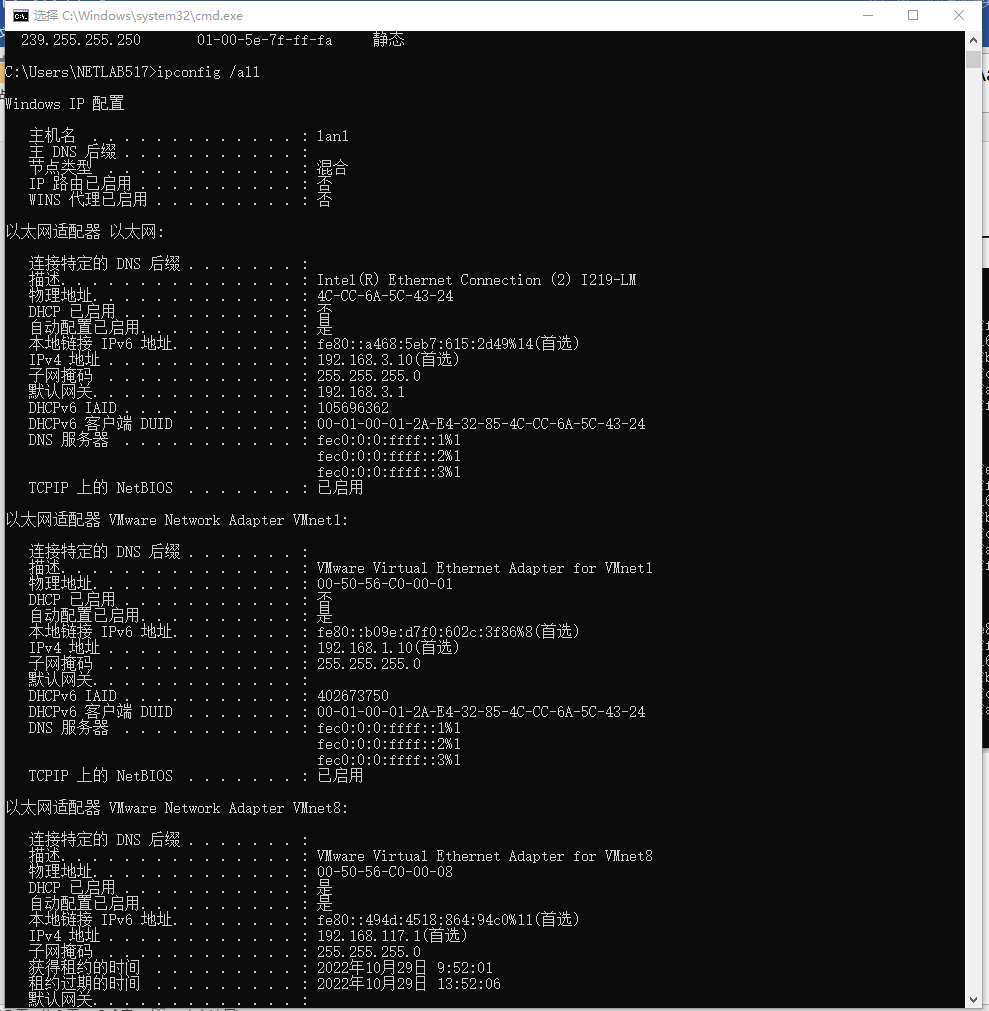 选择 C:\Windows\system32\cmd.exe
239.255.255.250 01-00-5e-7f-ff-fa 静态
C:\Users\NETLAB517>ipconfig /all
Windows IP 配置
主机名 . . . . . . . . . . . . . : lan1
主 DNS 后缀 . . . . . . . . . . . :
节点类型 . . . . . . . . . . . . : 混合
IP 路由已启用 . . . . . . . . . . : 否
WINS 代理已启用 . . . . . . . . . : 否
以太网适配器 以太网:
连接特定的 DNS 后缀 . . . . . . . :
描述. . . . . . . . . . . . . . . : Intel(R) Ethernet Connection (2) I219-LM
物理地址. . . . . . . . . . . . . : 4C-CC-6A-5C-43-24
DHCP 已启用 . . . . . . . . . . . : 否
自动配置已启用. . . . . . . . . . : 是
本地链接 IPv6 地址. . . . . . . . : fe80::a468:5eb7:615:2d49%14(首选)
IPv4 地址 . . . . . . . . . . . . : 192.168.3.10(首选)
子网掩码 . . . . . . . . . . . . : 255.255.255.0
默认网关. . . . . . . . . . . . . : 192.168.3.1
DHCPv6 IAID . . . . . . . . . . . : 105696362
DHCPv6 客户端 DUID . . . . . . . : 00-01-00-01-2A-E4-32-85-4C-CC-6A-5C-43-24
DNS 服务器 . . . . . . . . . . . : fec0:0:0:ffff::1%1
fec0:0:0:ffff::2%1
fec0:0:0:ffff::3%1
TCPIP 上的 NetBIOS . . . . . . . : 已启用
以太网适配器 VMware Network Adapter VMnet1:
连接特定的 DNS 后缀 . . . . . . . :
描述. . . . . . . . . . . . . . . : VMware Virtual Ethernet Adapter for VMnet1
物理地址. . . . . . . . . . . . . : 00-50-56-C0-00-01
DHCP 已启用 . . . . . . . . . . . : 否
自动配置已启用. . . . . . . . . . : 是
本地链接 IPv6 地址. . . . . . . . : fe80::b09e:d7f0:602c:3f86%8(首选)
IPv4 地址 . . . . . . . . . . . . : 192.168.1.10(首选)
子网掩码 . . . . . . . . . . . . : 255.255.255.0
默认网关. . . . . . . . . . . . . :
DHCPv6 IAID . . . . . . . . . . . : 402673750
DHCPv6 客户端 DUID . . . . . . . : 00-01-00-01-2A-E4-32-85-4C-CC-6A-5C-43-24
DNS 服务器 . . . . . . . . . . . : fec0:0:0:ffff::1%1
fec0:0:0:ffff::2%1
fec0:0:0:ffff::3%1
TCPIP 上的 NetBIOS . . . . . . . : 已启用
以太网适配器 VMware Network Adapter VMnet8:
连接特定的 DNS 后缀 . . . . . . . :
描述. . . . . . . . . . . . . . . : VMware Virtual Ethernet Adapter for VMnet8
物理地址. . . . . . . . . . . . . : 00-50-56-C0-00-08
DHCP 已启用 . . . . . . . . . . . : 是
自动配置已启用. . . . . . . . . . : 是
本地链接 IPv6 地址. . . . . . . . : fe80::494d:4518:864:94c0%11(首选)
IPv4 地址 . . . . . . . . . . . . : 192.168.117.1(首选)
子网掩码 . . . . . . . . . . . . : 255.255.255.0
获得租约的时间 . . . . . . . . . : 2022年10月29日 9:52:01
租约过期的时间 . . . . . . . . . : 2022年10月29日 13:52:06
默认网关. . . . . . . . . . . . . :